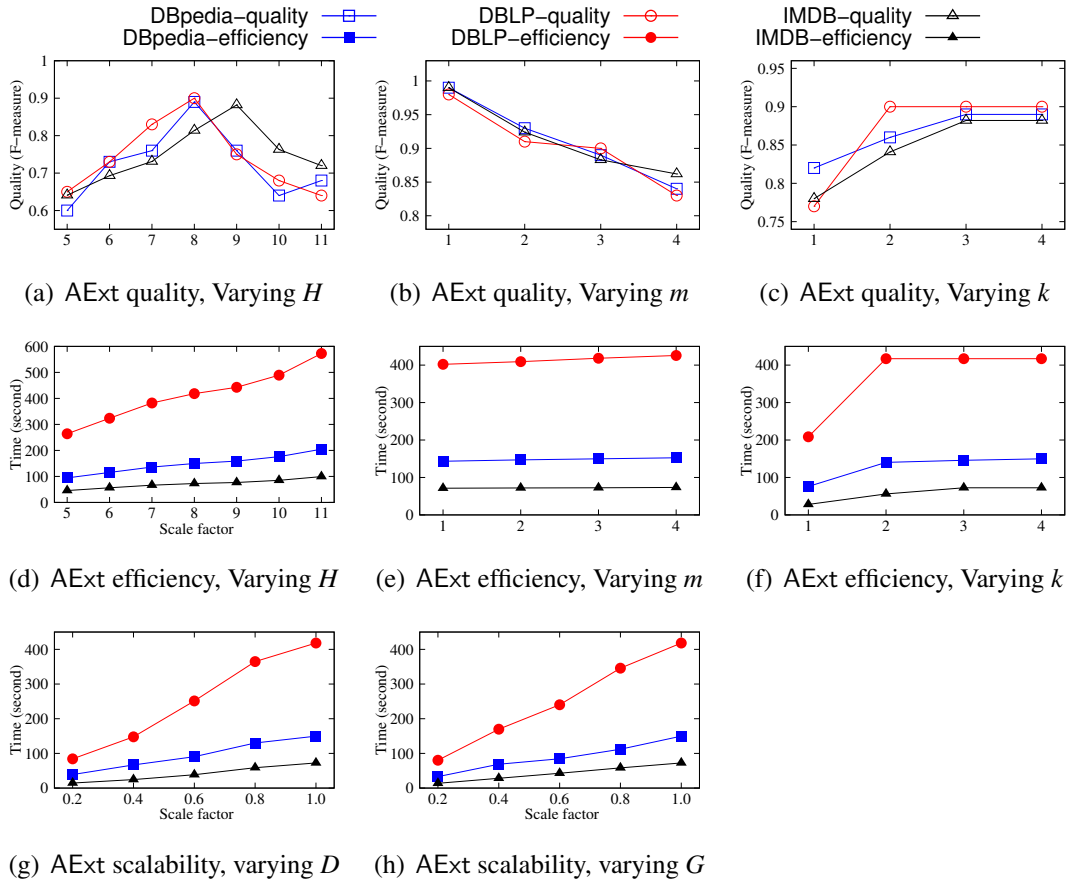 DBpedia−quality DBLP−quality IMDB−quality
DBpedia−efficiency DBLP−efficiency IMDB−efficiency
Quality (F−measure)
1
0.9
0.8
0.7
0.6
5 6 7 8 9 10 11
Quality (F−measure)
1
0.95
0.9
0.85
0.8
1 2 3 4
Quality (F−measure)
0.95
0.9
0.85
0.8
0.75
1 2 3 4
(a) AExt quality, Varying H
(b) AExt quality, Varying m
(c) AExt quality, Varying k
Time (second)
600
500
400
300
200
100
0
5 6 7 8 9 10 11
Scale factor
Time (second)
400
300
200
100
0
1 2 3 4
Time (second)
400
300
200
100
0
1 2 3 4
(d) AExt efficiency, Varying H
(e) AExt efficiency, Varying m
(f) AExt efficiency, Varying k
Time (second)
400
300
200
100
0
0.2 0.4 0.6 0.8 1.0
Scale factor
Time (second)
400
300
200
100
0
0.2 0.4 0.6 0.8 1.0
Scale factor
(g) AExt scalability, varying D
(h) AExt scalability, varying G